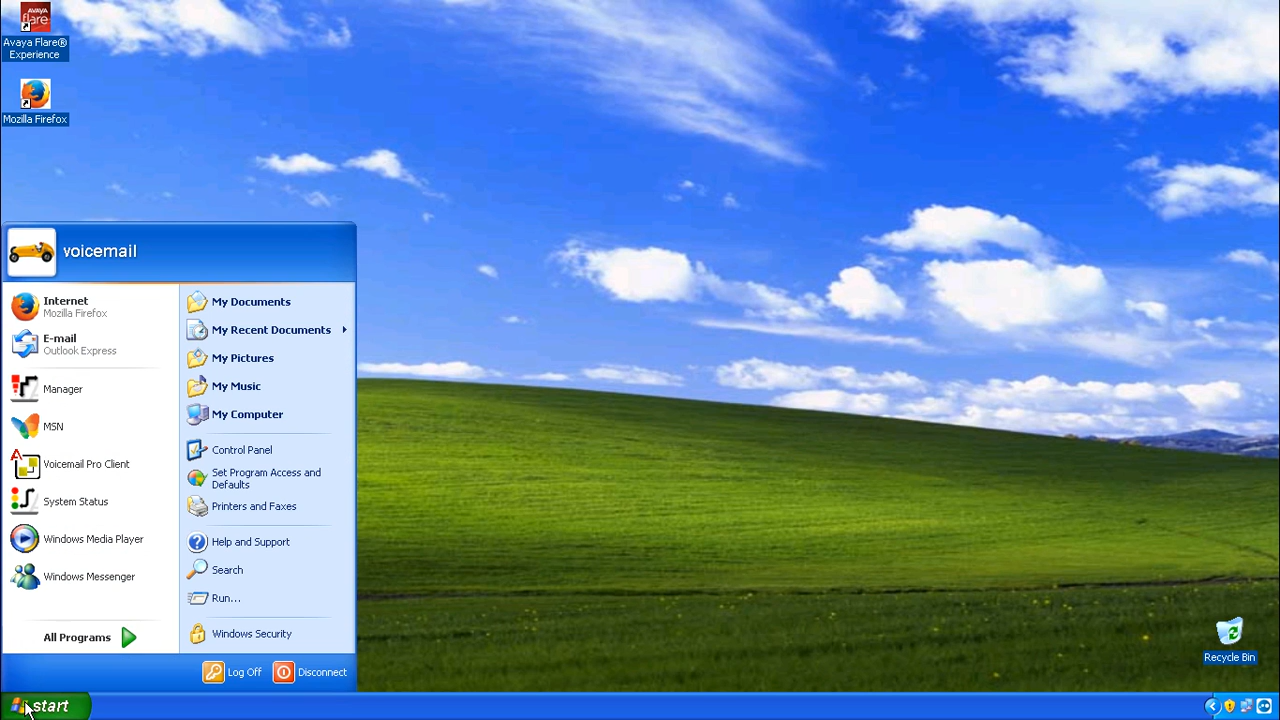 AVAYA
flare
Avaya Flare®
Experience
Mozilla Firefox
voicemail
Internet
Mozilla Firefox
E-mail
Outlook Express
Manager
MSN
Voicemail Pro Client
System Status
Windows Media Player
Windows Messenger
All Programs
My Documents
My Recent Documents
My Pictures
My Music
My Computer
Control Panel
Set Program Access and
Defaults
Printers and Faxes
Help and Support
Search
Run...
Windows Security
Log Off
Disconnect
Recycle Bin
start